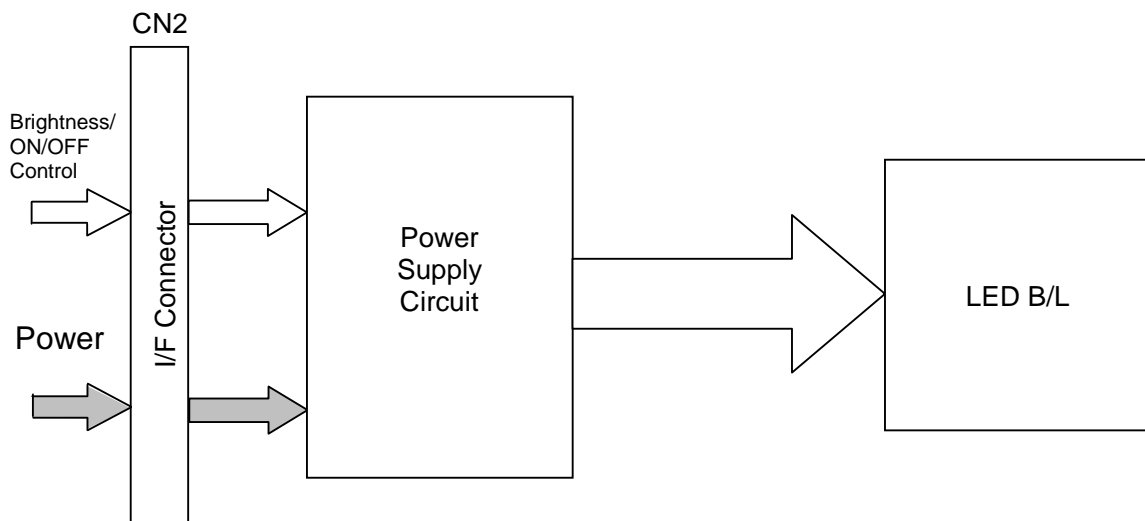 CN2
Brightness/
ON/OFF
Control
I/F Connector
Power
Power
Supply
Circuit
LED B/L